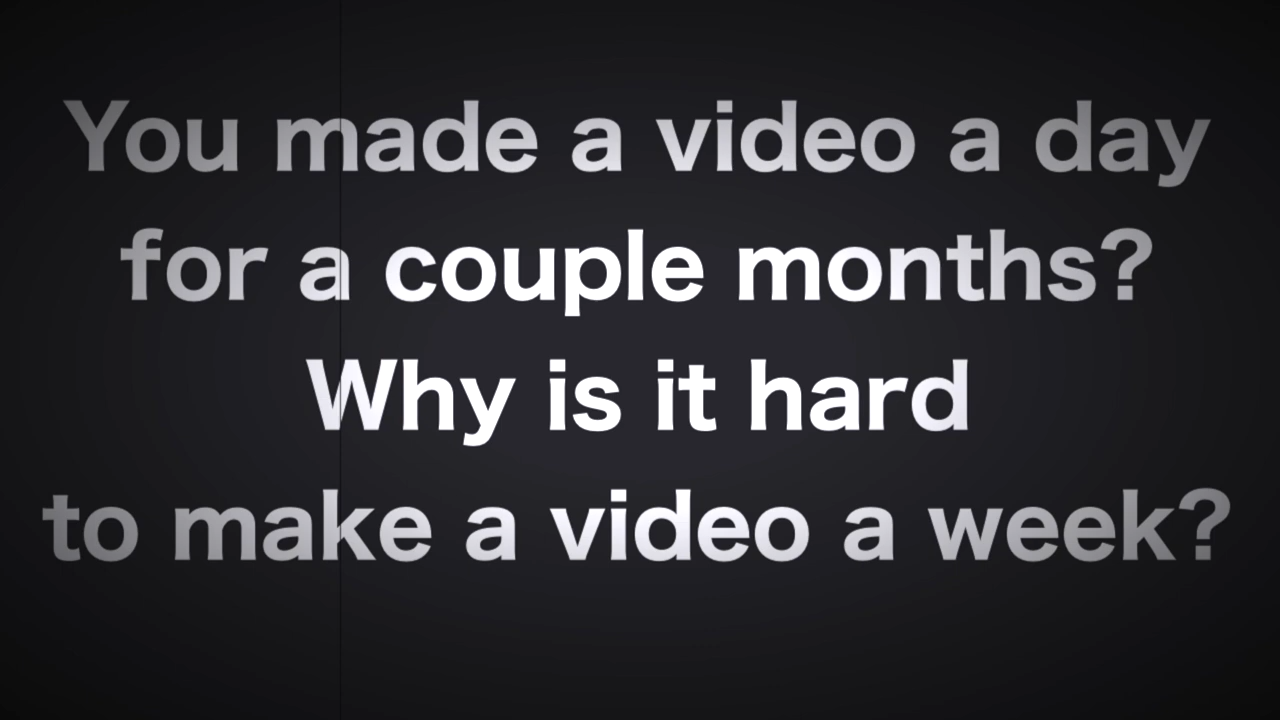 You made a video a day
for a couple months?
Why is it hard
to make a video a week?